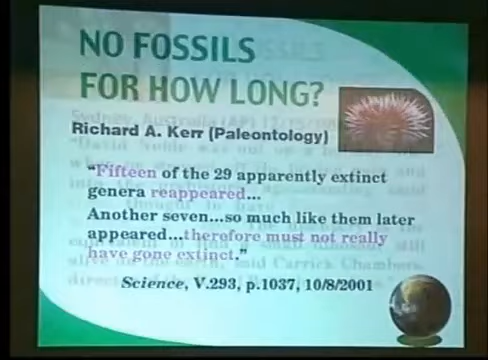 NO FOSSILS
FOR HOW LONG?
Richard A. Kerr (Paleontology)
"Fifteen of the 29 apparently extinct
genera reappeared...
Another seven...so much like them later
appeared...therefore must not really
have gone extinct."
Science, V.293, p.1037, 10/8/2001